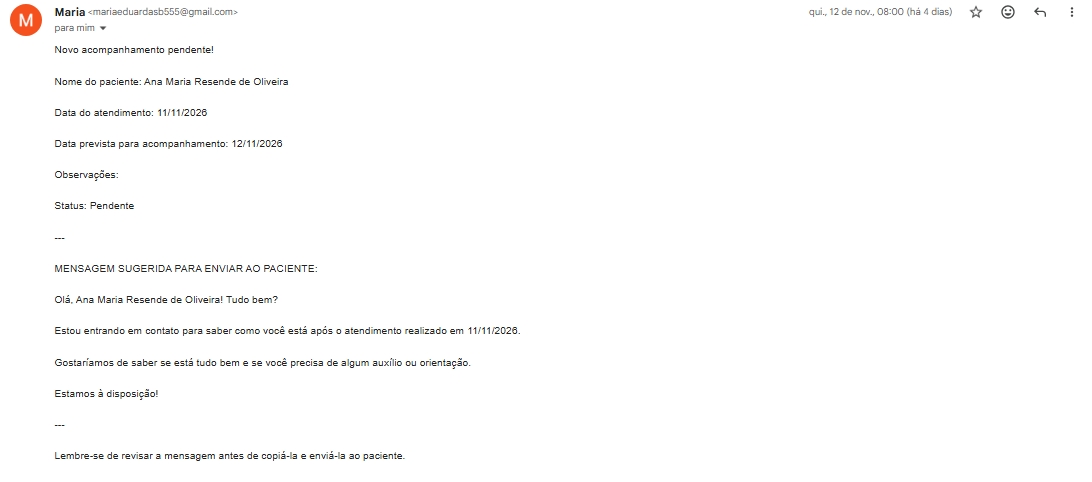 M
Maria <mariaeduardasb555@gmail.com>
qui., 12 de nov., 08:00 (há 4 dias)
para mim
Novo acompanhamento pendente!
Nome do paciente: Ana Maria Resende de Oliveira
Data do atendimento: 11/11/2026
Data prevista para acompanhamento: 12/11/2026
Observações:
Status: Pendente
---
MENSAGEM SUGERIDA PARA ENVIAR AO PACIENTE:
Olá, Ana Maria Resende de Oliveira! Tudo bem?
Estou entrando em contato para saber como você está após o atendimento realizado em 11/11/2026.
Gostaríamos de saber se está tudo bem e se você precisa de algum auxílio ou orientação.
Estamos à disposição!
---
Lembre-se de revisar a mensagem antes de copiá-la e enviá-la ao paciente.